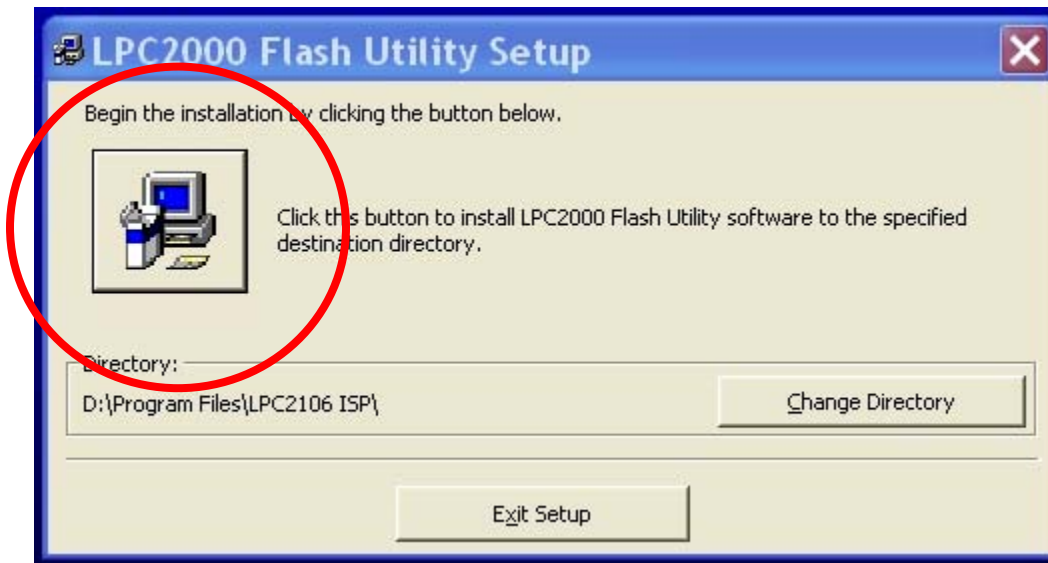 LPC2000 Flash Utility Setup
Begin the installation by clicking the button below.
Click this button to install LPC2000 Flash Utility software to the specified
destination directory.
Directory:
D:\Program Files\LPC2106 ISP\
Change Directory
Exit Setup